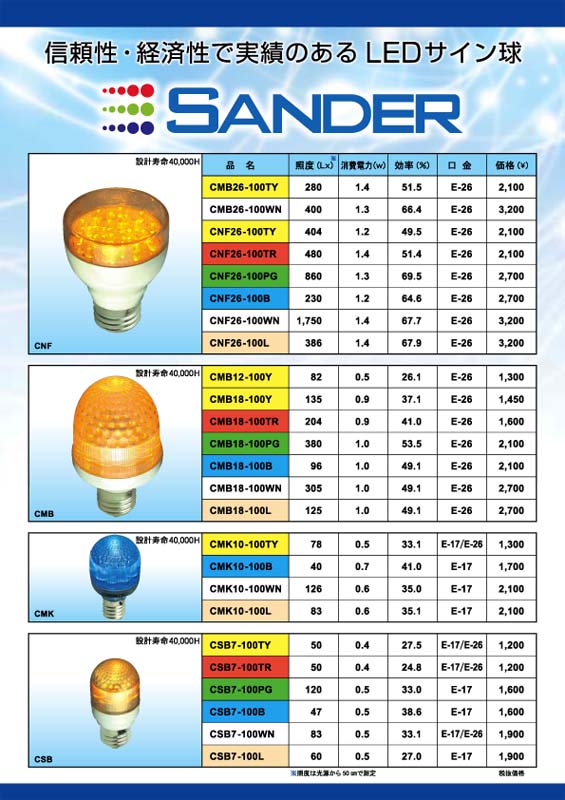 信頼性・経済性で実績のある LEDサイン球
SANDER
設計寿命40,000H
CNF
品 名 照度(Lx)※ 消費電力(w) 効率(%) 口 金 価格(¥)
CMB26-100TY 280 1.4 51.5 E-26 2,100
CMB26-100WN 400 1.3 66.4 E-26 3,200
CNF26-100TY 404 1.2 49.5 E-26 2,100
CNF26-100TR 480 1.4 51.4 E-26 2,100
CNF26-100PG 860 1.3 69.5 E-26 2,700
CNF26-100B 230 1.2 64.6 E-26 2,700
CNF26-100WN 1,750 1.4 67.7 E-26 3,200
CNF26-100L 386 1.4 67.9 E-26 3,200
設計寿命40,000H
CMB
CMB12-100Y 82 0.5 26.1 E-26 1,300
CMB18-100Y 135 0.9 37.1 E-26 1,450
CMB18-100TR 204 0.9 41.0 E-26 1,600
CMB18-100PG 380 1.0 53.5 E-26 2,100
CMB18-100B 96 1.0 49.1 E-26 2,100
CMB18-100WN 305 1.0 49.1 E-26 2,700
CMB18-100L 125 1.0 49.1 E-26 2,700
設計寿命40,000H
CMK
CMK10-100TY 78 0.5 33.1 E-17/E-26 1,300
CMK10-100B 40 0.7 41.0 E-17 1,700
CMK10-100WN 126 0.6 35.0 E-17 2,100
CMK10-100L 83 0.6 35.1 E-17 2,100
設計寿命40,000H
CSB
CSB7-100TY 50 0.4 27.5 E-17/E-26 1,200
CSB7-100TR 50 0.4 24.8 E-17/E-26 1,200
CSB7-100PG 120 0.5 33.0 E-17 1,600
CSB7-100B 47 0.5 38.6 E-17 1,600
CSB7-100WN 83 0.5 33.1 E-17/E-26 1,900
CSB7-100L 60 0.5 27.0 E-17 1,900
※照度は光源から50㎝で測定
税抜価格